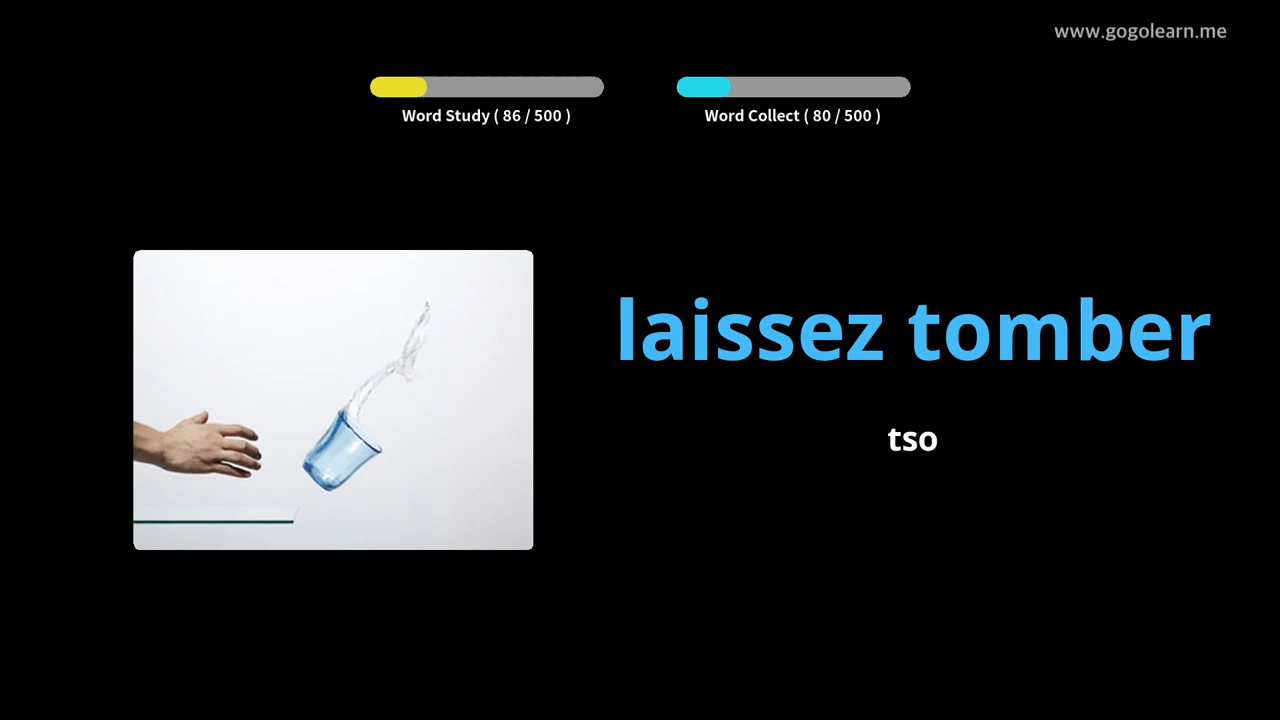 www.gogolearn.me
Word Study ( 86 / 500 )
Word Collect ( 80 / 500 )
laissez tomber
tso